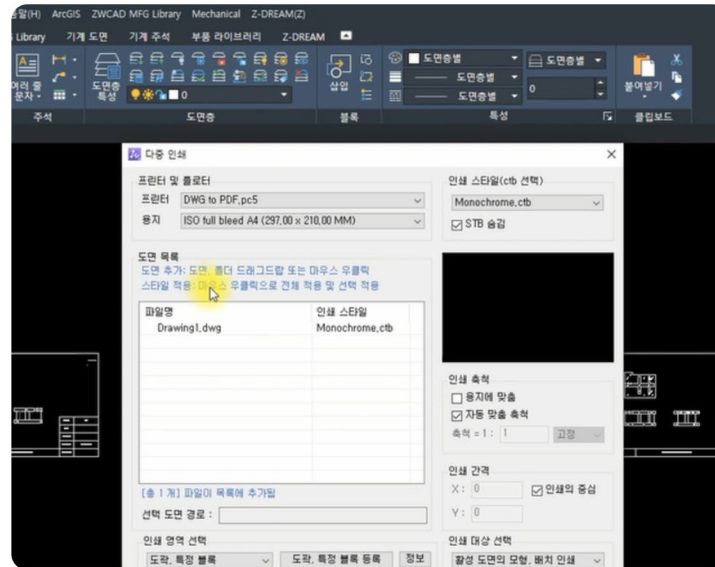 움말(H) ArcGIS ZWCAD MFG Library Mechanical Z-DREAM(Z)
Library 기계 도면 기계 주석 부품 라이브러리 Z-DREAM
여러 줄
문자
도면층
특성
0
삽입
도면층별
도면층별
도면층별
도면층별
0
붙여넣기
주석 도면층 블록 특성 클립보드
다중 인쇄
프린터 및 플로터
프린터 DWG to PDF.pc5
용지 ISO full bleed A4 (297.00 x 210.00 MM)
인쇄 스타일(ctb 선택)
Monochrome.ctb
STB 숨김
도면 목록
도면 추가: 도면, 폴더 드래그드랍 또는 마우스 우클릭
스타일 적용: 마우스 우클릭으로 전체 적용 및 선택 적용
파일명 인쇄 스타일
Drawing1.dwg Monochrome.ctb
[총 1 개] 파일이 목록에 추가됨
선택 도면 경로 :
인쇄 축척
용지에 맞춤
자동 맞춤 축척
축척 = 1 : 1 고정
인쇄 간격
X : 0 인쇄의 중심
Y : 0
인쇄 영역 선택
도곽, 특정 블록 도곽, 특정 블록 등록 정보
인쇄 대상 선택
활성 도면의 모형, 배치 인쇄